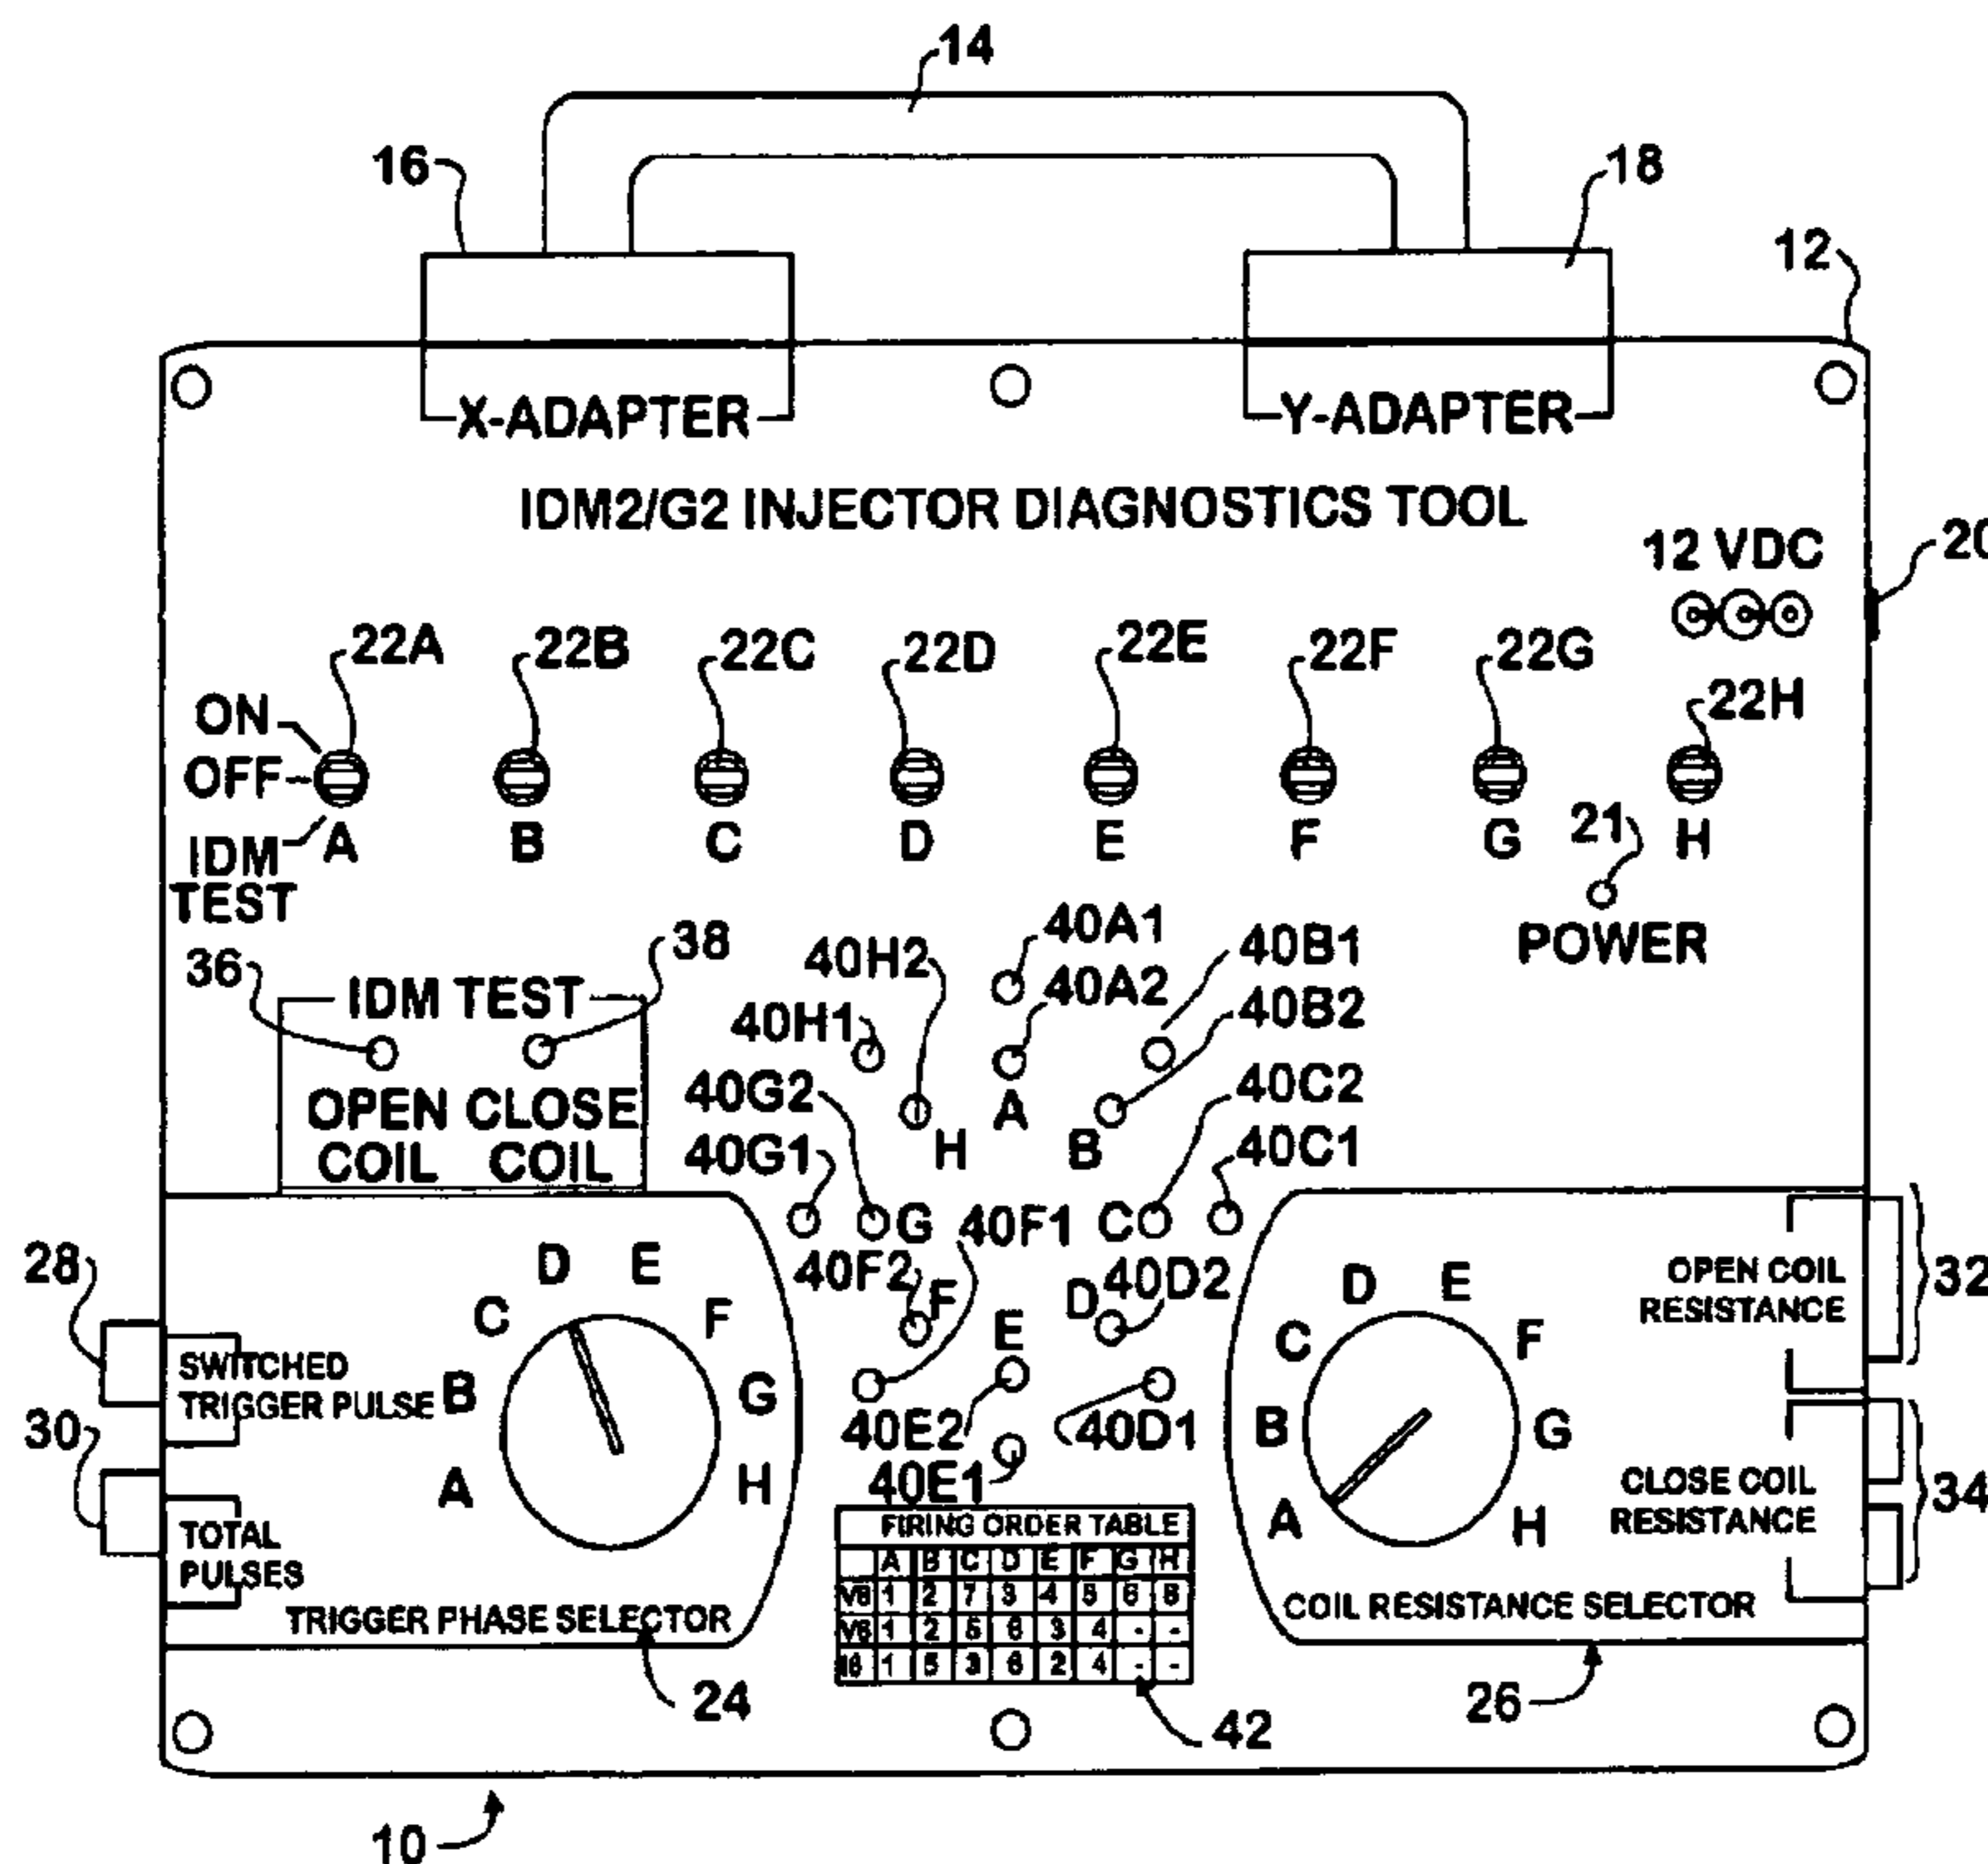 14
16
18
12
X-ADAPTER
Y-ADAPTER
IDM2/G2 INJECTOR DIAGNOSTICS TOOL
12 VDC
20
22A 22B 22C 22D 22E 22F 22G 22H
ON
OFF
IDM TEST
A B C D E F G H
21
POWER
36
38
IDM TEST
OPEN COIL
CLOSE COIL
40A1
40A2
40B1
40B2
40H2
40H1
40G2
40G1
40C2
40C1
A
H
B
G
C
40F1
40F2
F
D
40D2
E
40E2
40D1
40E1
28
SWITCHED
TRIGGER PULSE
30
TOTAL
PULSES
A B C D E F G H
TRIGGER PHASE SELECTOR
24
FIRING ORDER TABLE
A B C D E F G H
V8 1 2 7 3 4 5 6 8
V6 1 2 5 6 3 4 - -
I6 1 5 3 6 2 4 - -
42
A B C D E F G H
COIL RESISTANCE SELECTOR
26
OPEN COIL
RESISTANCE
32
CLOSE COIL
RESISTANCE
34
10